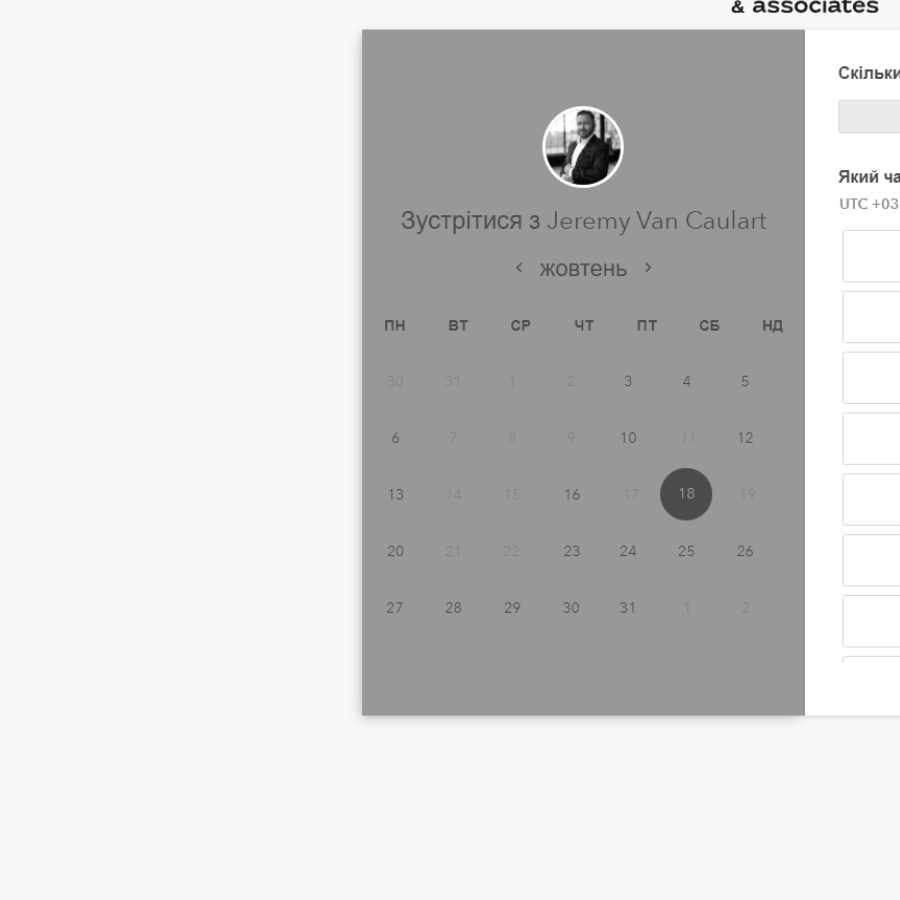 & associates
Зустрітися з Jeremy Van Caulart
жовтень
ПН ВТ СР ЧТ ПТ СБ НД
30 31 1 2 3 4 5
6 7 8 9 10 11 12
13 14 15 16 17 18 19
20 21 22 23 24 25 26
27 28 29 30 31 1 2
Скільки
Який ча
UTC +03